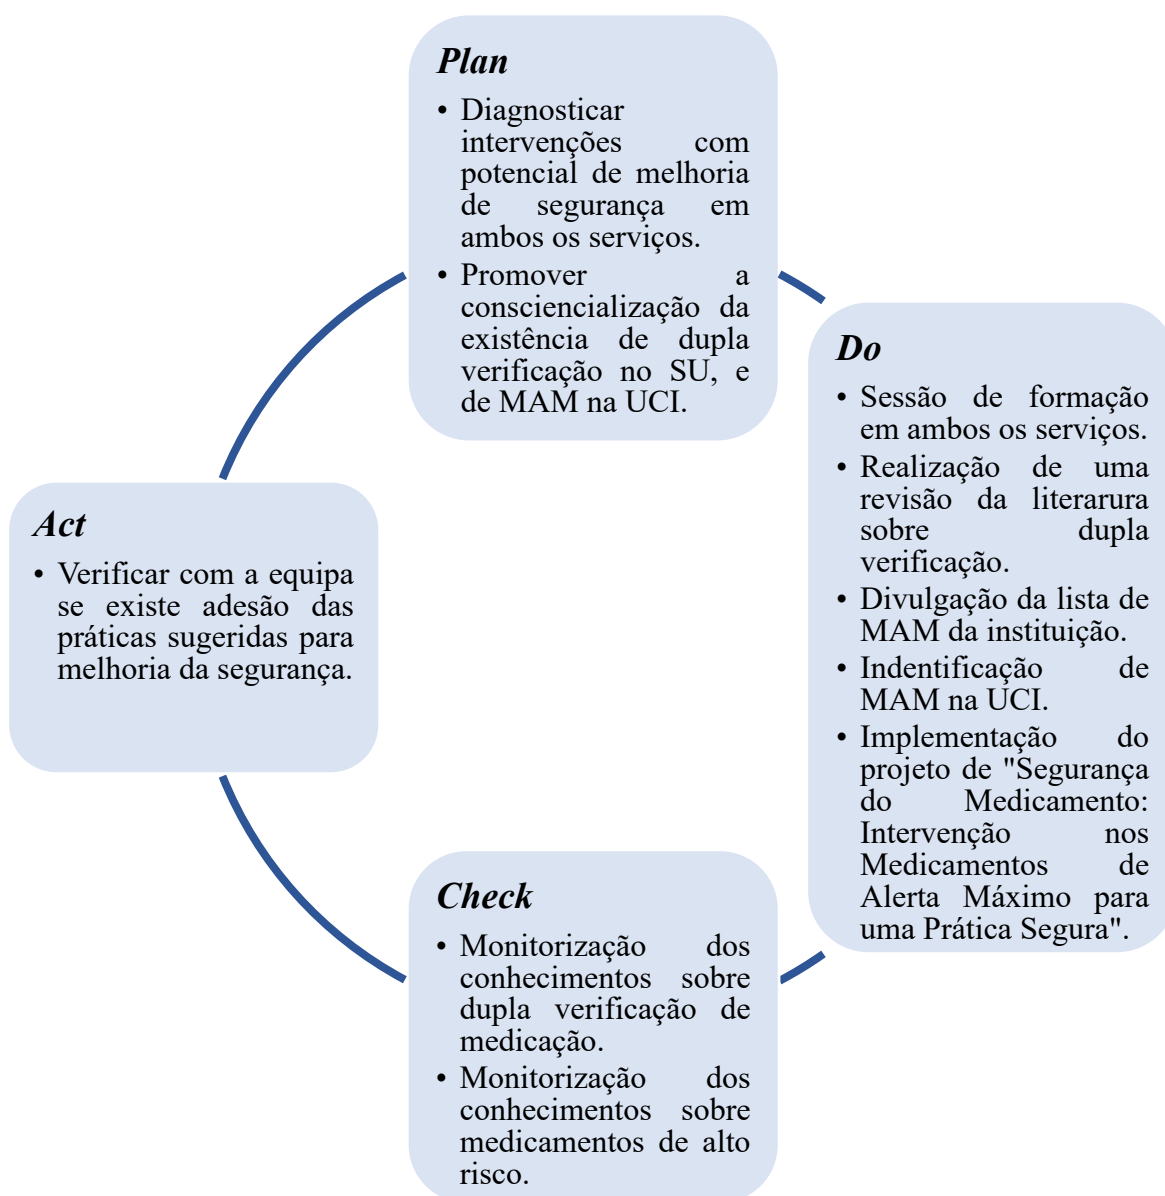 Plan
• Diagnosticar
intervenções com
potencial de melhoria
de segurança em
ambos os serviços.
• Promover a
consciencialização da
existência de dupla
verificação no SU, e
de MAM na UCI.
Do
• Sessão de formação
em ambos os serviços.
• Realização de uma
revisão da literarura
sobre dupla
verificação.
• Divulgação da lista de
MAM da instituição.
• Indentificação de
MAM na UCI.
• Implementação do
projeto de "Segurança
do Medicamento:
Intervenção nos
Medicamentos de
Alerta Máximo para
uma Prática Segura".
Check
• Monitorização dos
conhecimentos sobre
dupla verificação de
medicação.
• Monitorização dos
conhecimentos sobre
medicamentos de alto
risco.
Act
• Verificar com a equipa
se existe adesão das
práticas sugeridas para
melhoria da segurança.